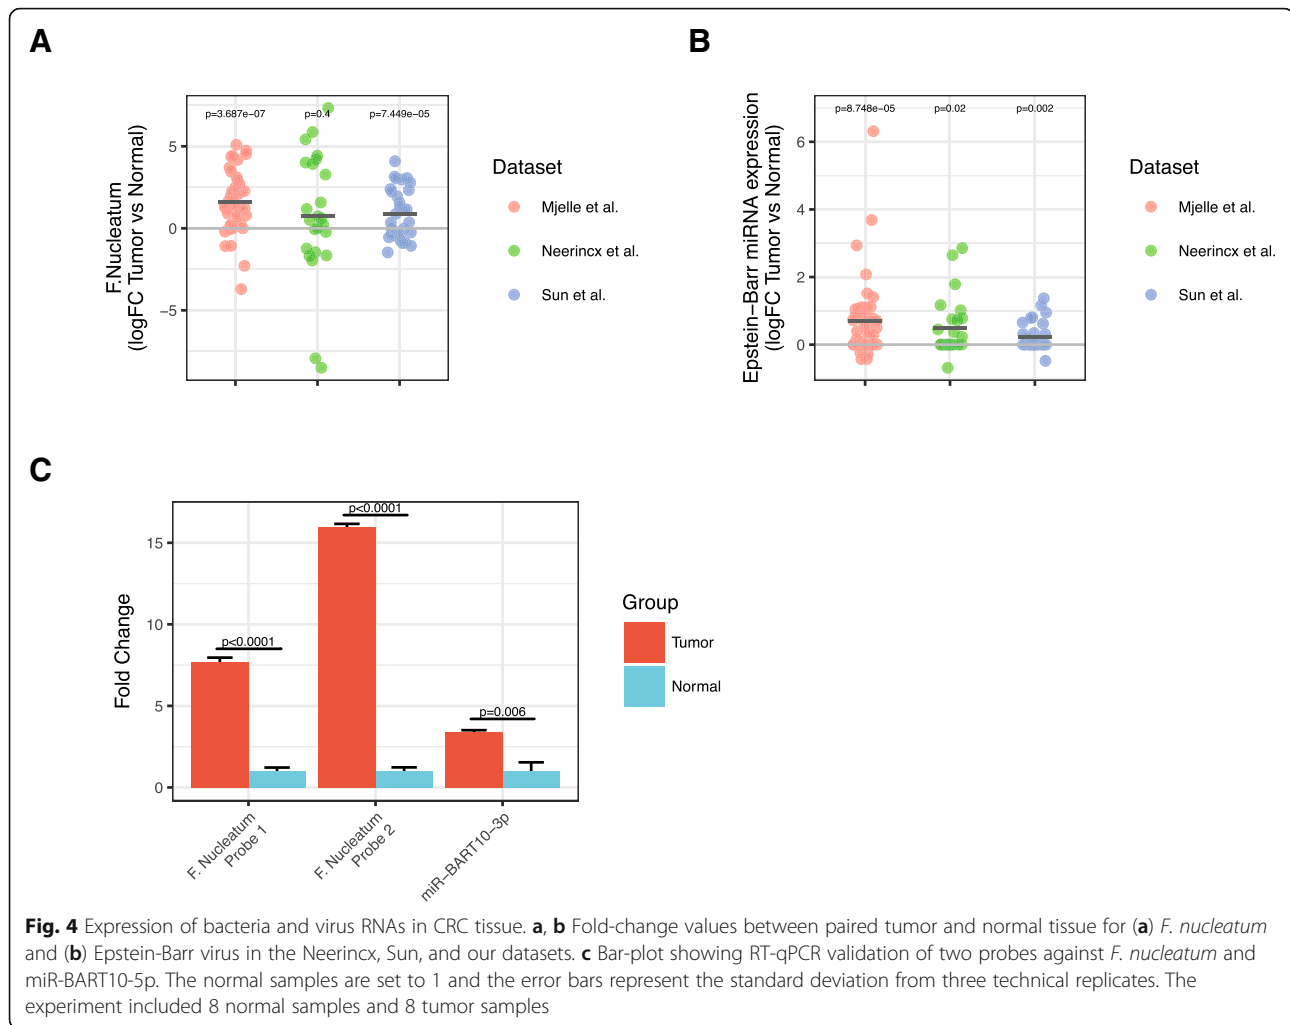 A
F.Nucleatum
(logFC Tumor vs Normal)
5
0
−5
p=3.687e−07
p=0.4
p=7.449e−05
Dataset
Mjelle et al.
Neerincx et al.
Sun et al.
B
Epstein−Barr miRNA expression
(logFC Tumor vs Normal)
6
4
2
0
p=8.748e−05
p=0.02
p=0.002
Dataset
Mjelle et al.
Neerincx et al.
Sun et al.
C
Fold Change
15
10
5
0
p<0.0001
p<0.0001
p=0.006
F. Nucleatum
Probe 1
F. Nucleatum
Probe 2
miR−BART10−3p
Group
Tumor
Normal
Fig. 4 Expression of bacteria and virus RNAs in CRC tissue. a, b Fold-change values between paired tumor and normal tissue for (a) F. nucleatum
and (b) Epstein-Barr virus in the Neerincx, Sun, and our datasets. c Bar-plot showing RT-qPCR validation of two probes against F. nucleatum and
miR-BART10-5p. The normal samples are set to 1 and the error bars represent the standard deviation from three technical replicates. The
experiment included 8 normal samples and 8 tumor samples